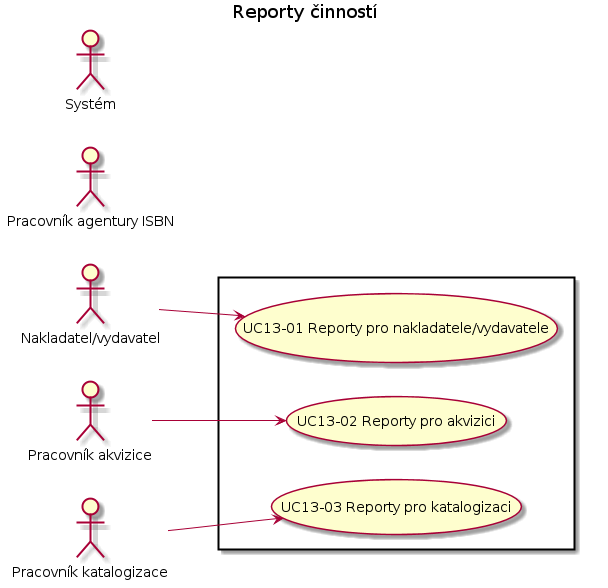 Reporty činností
Systém
Pracovník agentury ISBN
Nakladatel/vydavatel
UC13-01 Reporty pro nakladatele/vydavatele
Pracovník akvizice
UC13-02 Reporty pro akvizici
Pracovník katalogizace
UC13-03 Reporty pro katalogizaci